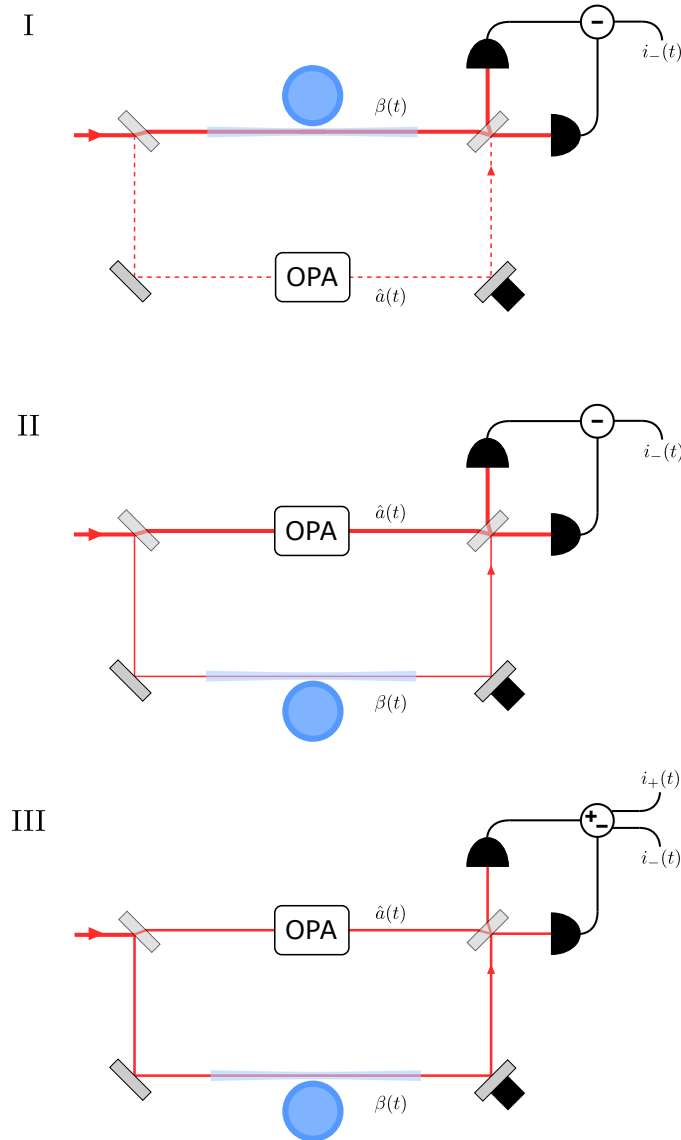 I
−
i₋(t)
β(t)
OPA
â(t)
II
−
i₋(t)
â(t)
OPA
β(t)
III
i₊(t)
+−
i₋(t)
â(t)
OPA
β(t)